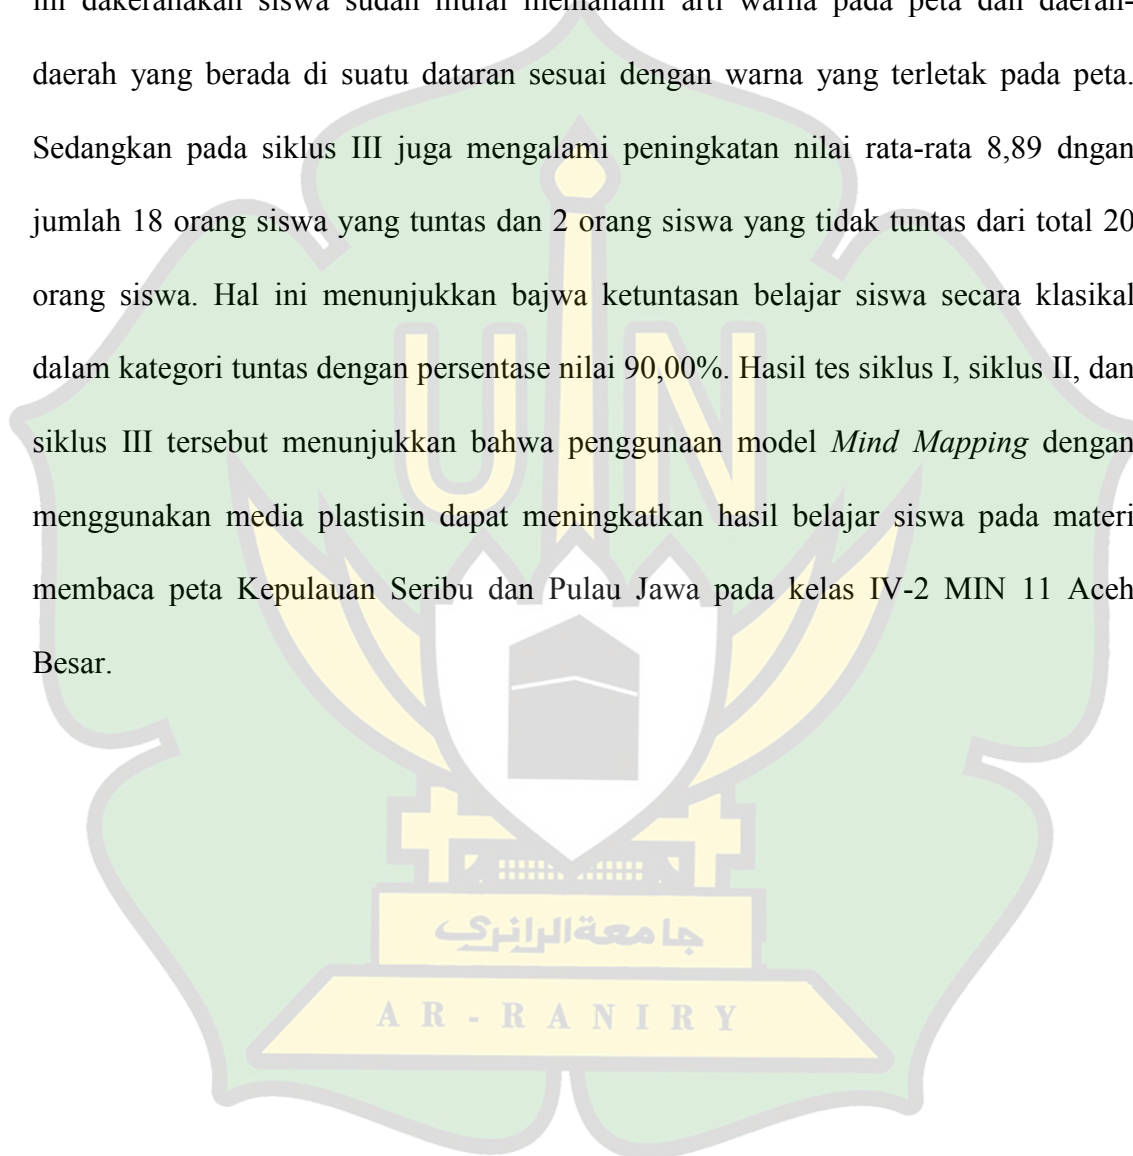 ini dakeranakan siswa sudah mulai memahami arti warna pada peta dan daerah-
daerah yang berada di suatu dataran sesuai dengan warna yang terletak pada peta.
Sedangkan pada siklus III juga mengalami peningkatan nilai rata-rata 8,89 dngan
jumlah 18 orang siswa yang tuntas dan 2 orang siswa yang tidak tuntas dari total 20
orang siswa. Hal ini menunjukkan bajwa ketuntasan belajar siswa secara klasikal
dalam kategori tuntas dengan persentase nilai 90,00%. Hasil tes siklus I, siklus II, dan
siklus III tersebut menunjukkan bahwa penggunaan model Mind Mapping dengan
menggunakan media plastisin dapat meningkatkan hasil belajar siswa pada materi
membaca peta Kepulauan Seribu dan Pulau Jawa pada kelas IV-2 MIN 11 Aceh
Besar.
UIN
جامعةالرانري
AR-RANIRY